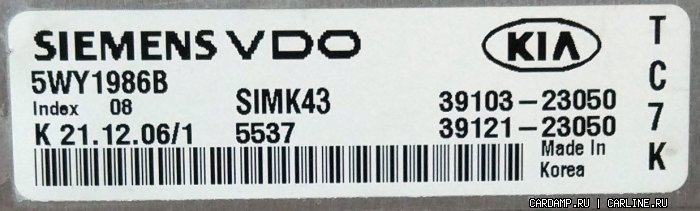 SIEMENS VDO KIA
5WY1986B
Index 08 SIMK43 39103-23050
K 21.12.06/1 5537 39121-23050
Made In
Korea
TC7K
CARDAMP.RU | CARLINE.RU